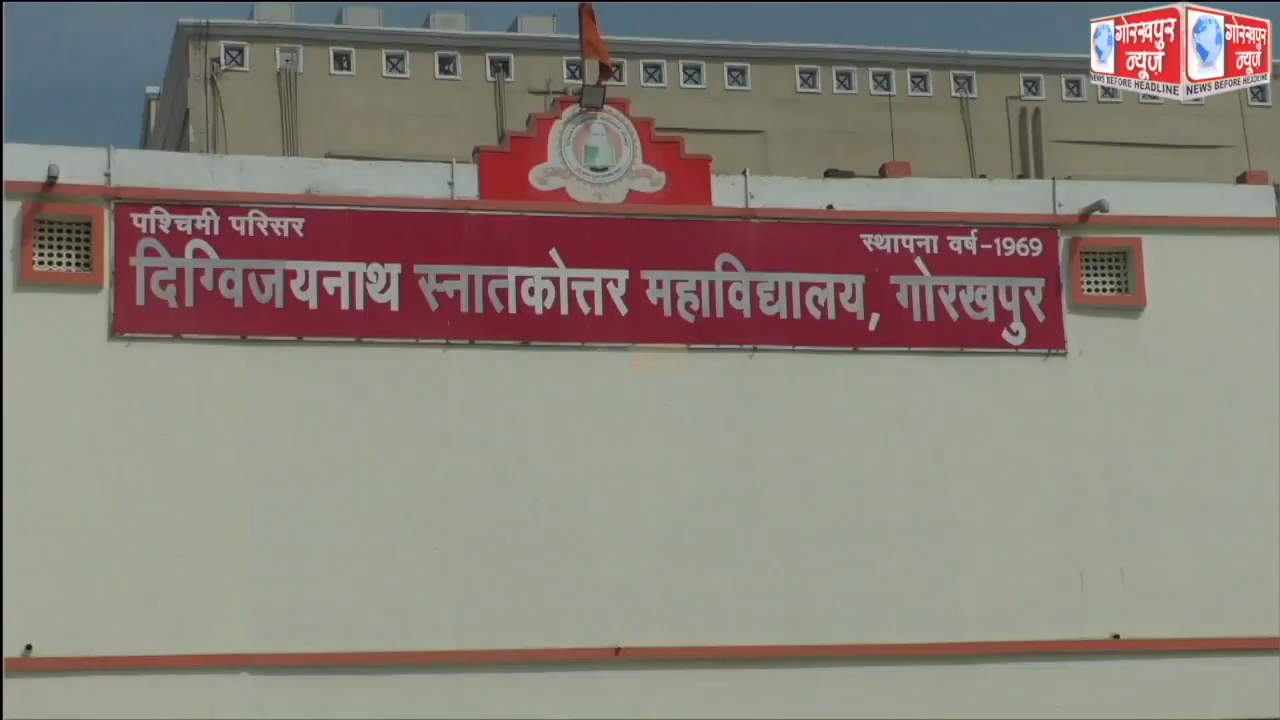 गोरखपुर न्यूज़
NEWS BEFORE HEADLINE
गोरखपुर न्यूज़
NEWS BEFORE HEADLINE
पश्चिमी परिसर
स्थापना वर्ष-1969
दिग्विजयनाथ स्नातकोत्तर महाविद्यालय, गोरखपुर